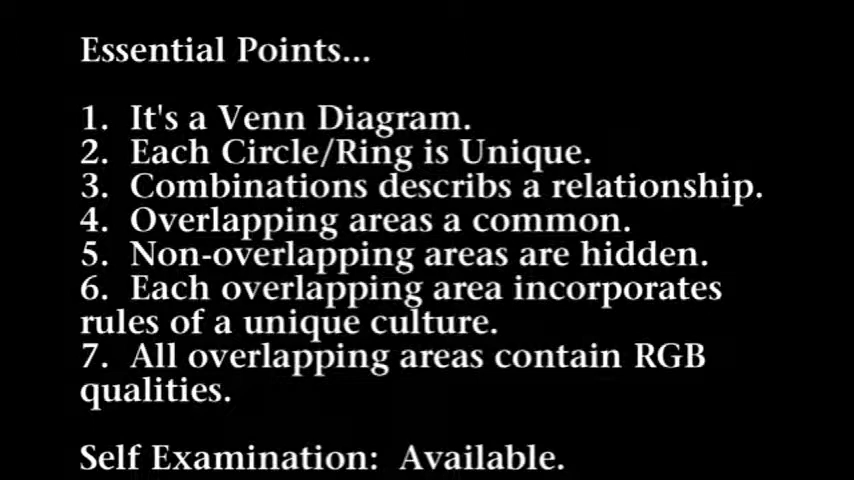 Essential Points...
1. It's a Venn Diagram.
2. Each Circle/Ring is Unique.
3. Combinations describs a relationship.
4. Overlapping areas a common.
5. Non-overlapping areas are hidden.
6. Each overlapping area incorporates
rules of a unique culture.
7. All overlapping areas contain RGB
qualities.
Self Examination: Available.